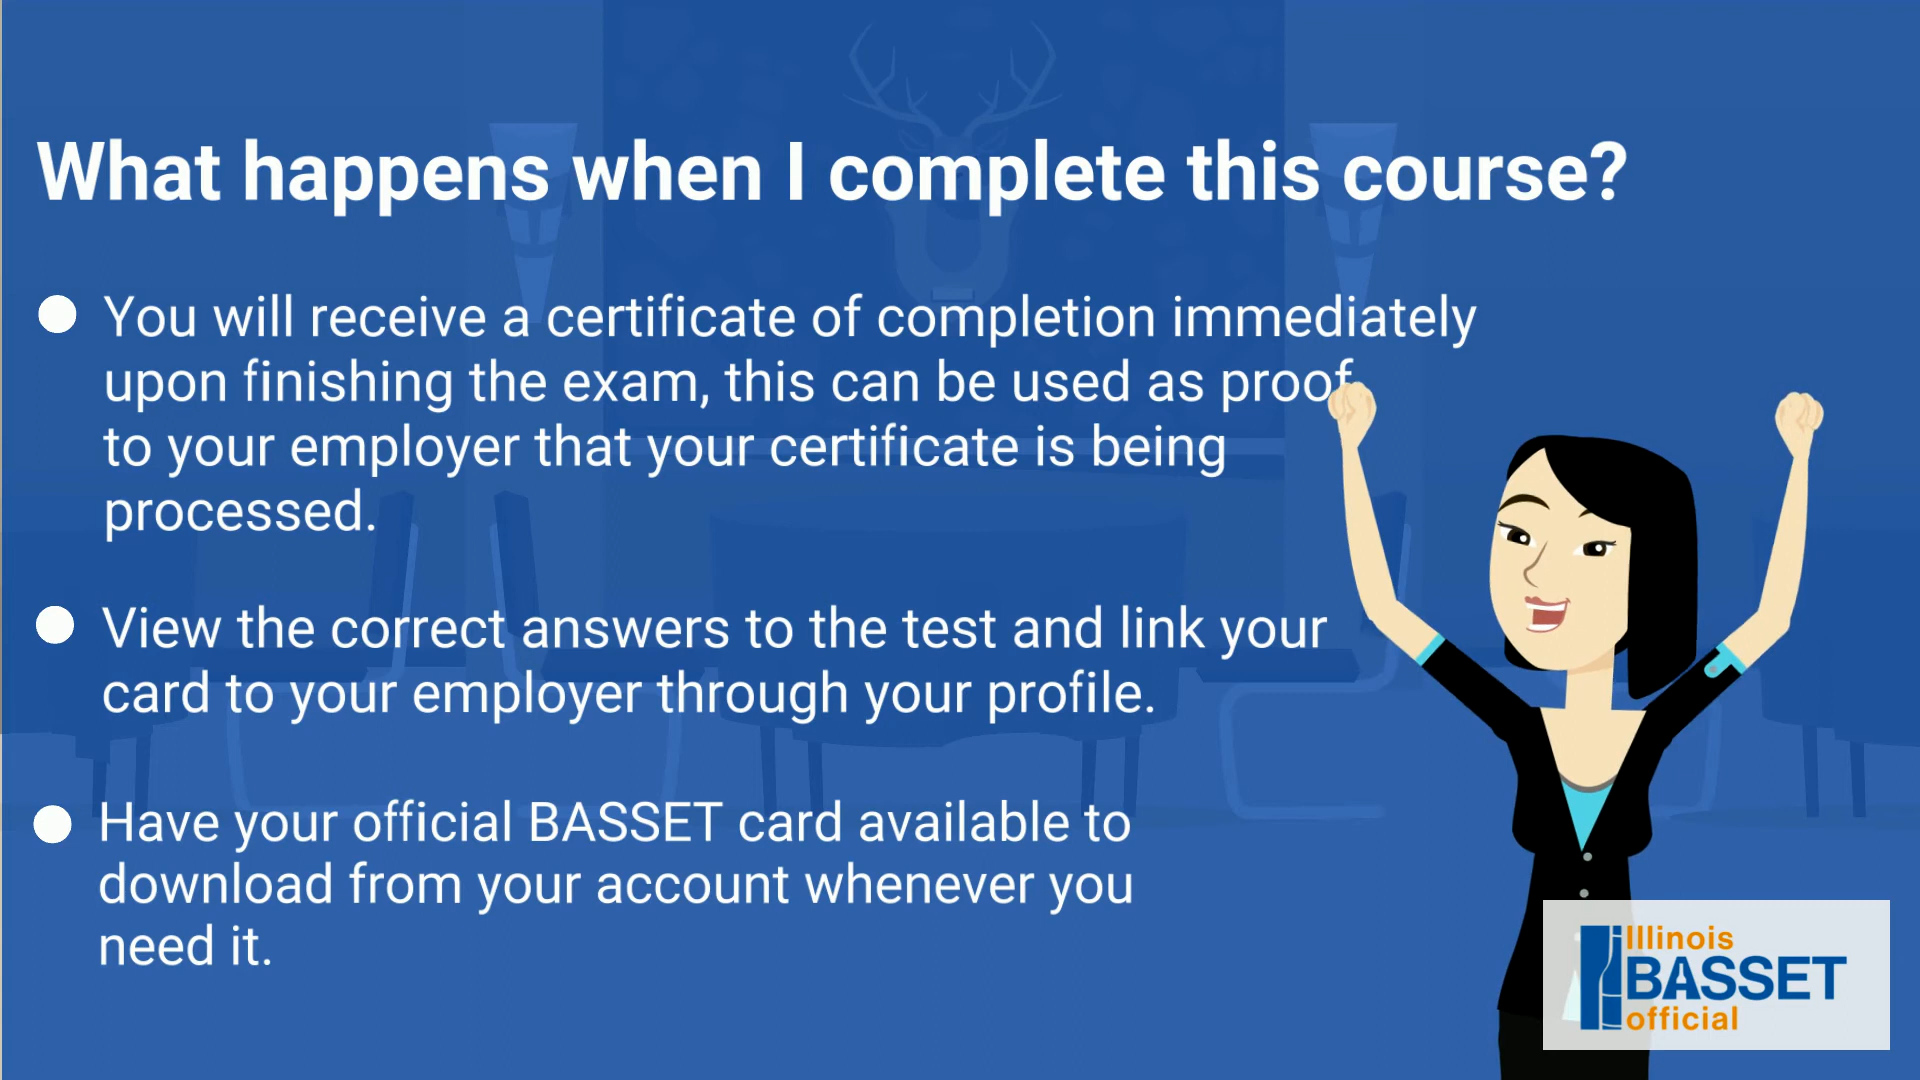 What happens when I complete this course?
You will receive a certificate of completion immediately
upon finishing the exam, this can be used as proof
to your employer that your certificate is being
processed.
View the correct answers to the test and link your
card to your employer through your profile.
Have your official BASSET card available to
download from your account whenever you
need it.
Illinois
BASSET
official